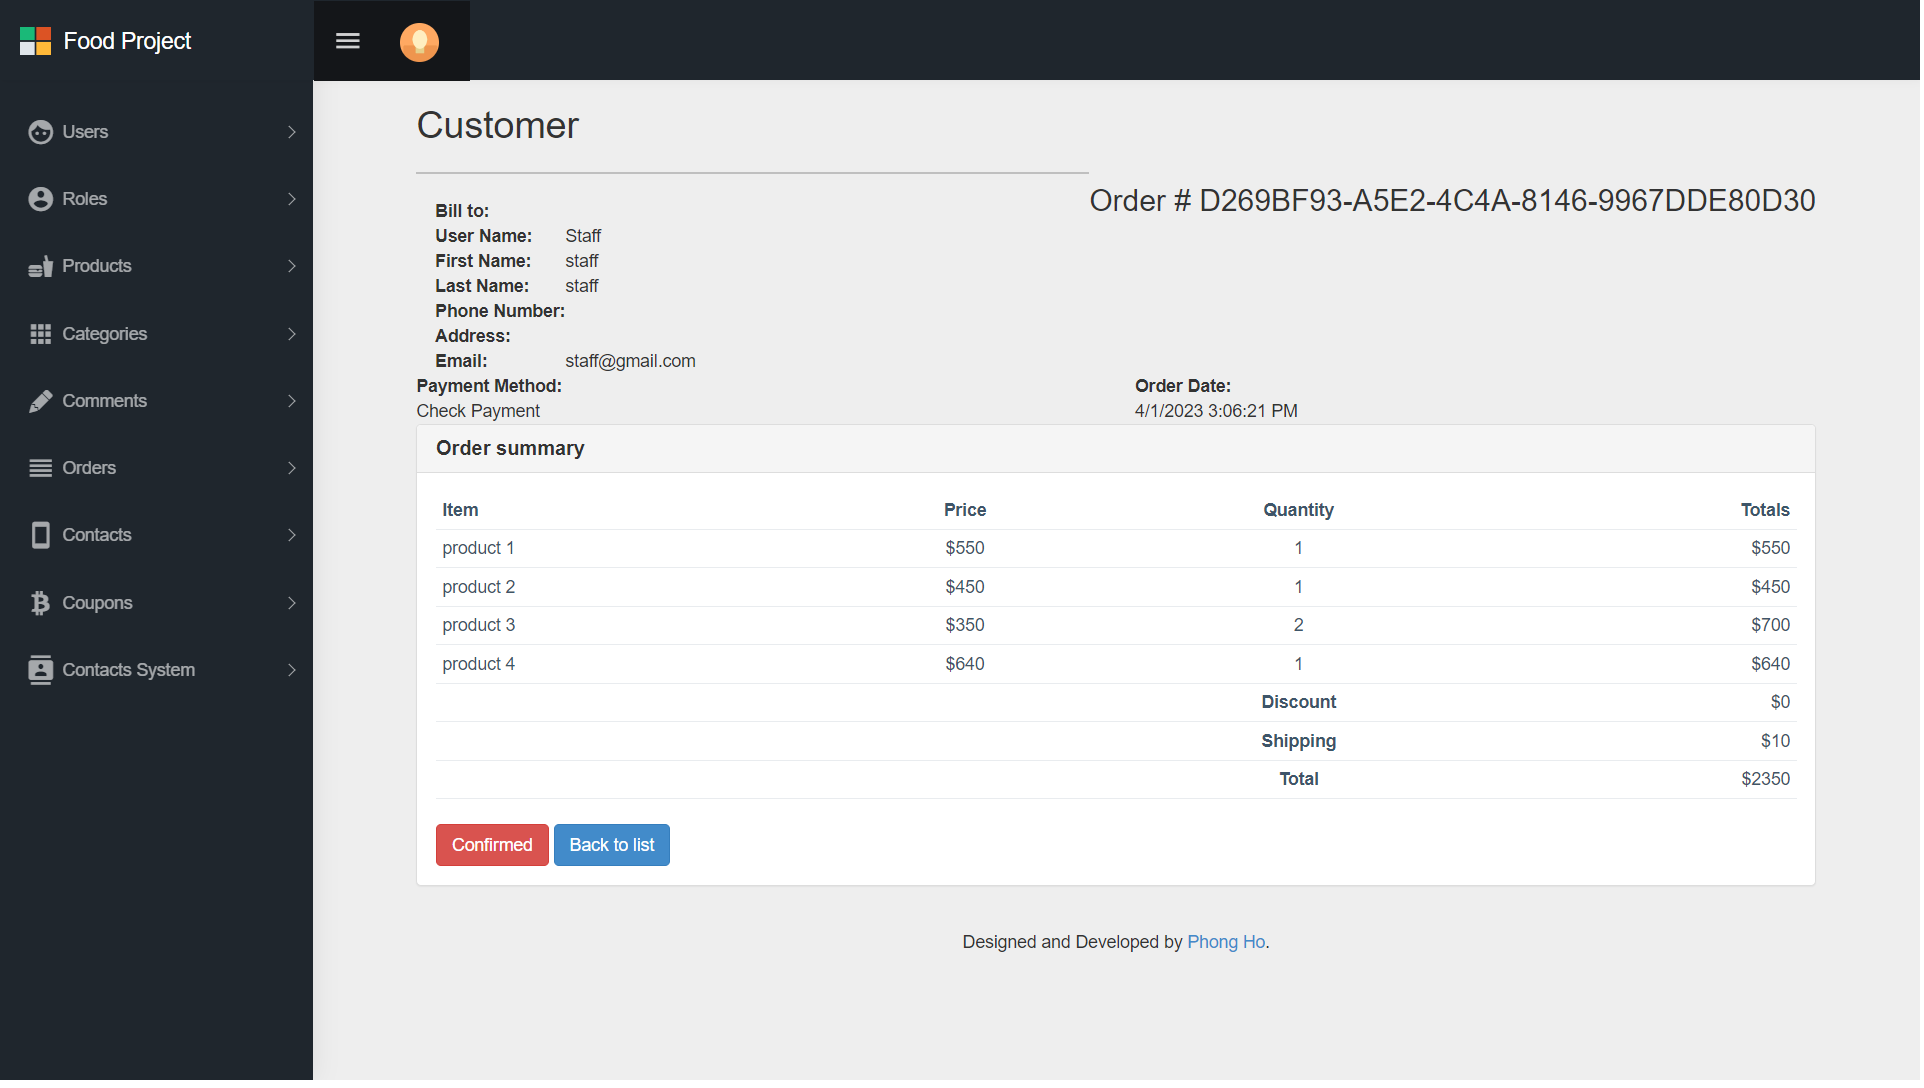 Food Project
Users
Roles
Products
Categories
Comments
Orders
Contacts
Coupons
Contacts System
Customer
Order # D269BF93-A5E2-4C4A-8146-9967DDE80D30
Bill to:
User Name: Staff
First Name: staff
Last Name: staff
Phone Number:
Address:
Email: staff@gmail.com
Payment Method: Order Date:
Check Payment 4/1/2023 3:06:21 PM
Order summary
Item Price Quantity Totals
product 1 $550 1 $550
product 2 $450 1 $450
product 3 $350 2 $700
product 4 $640 1 $640
Discount $0
Shipping $10
Total $2350
Confirmed Back to list
Designed and Developed by Phong Ho.